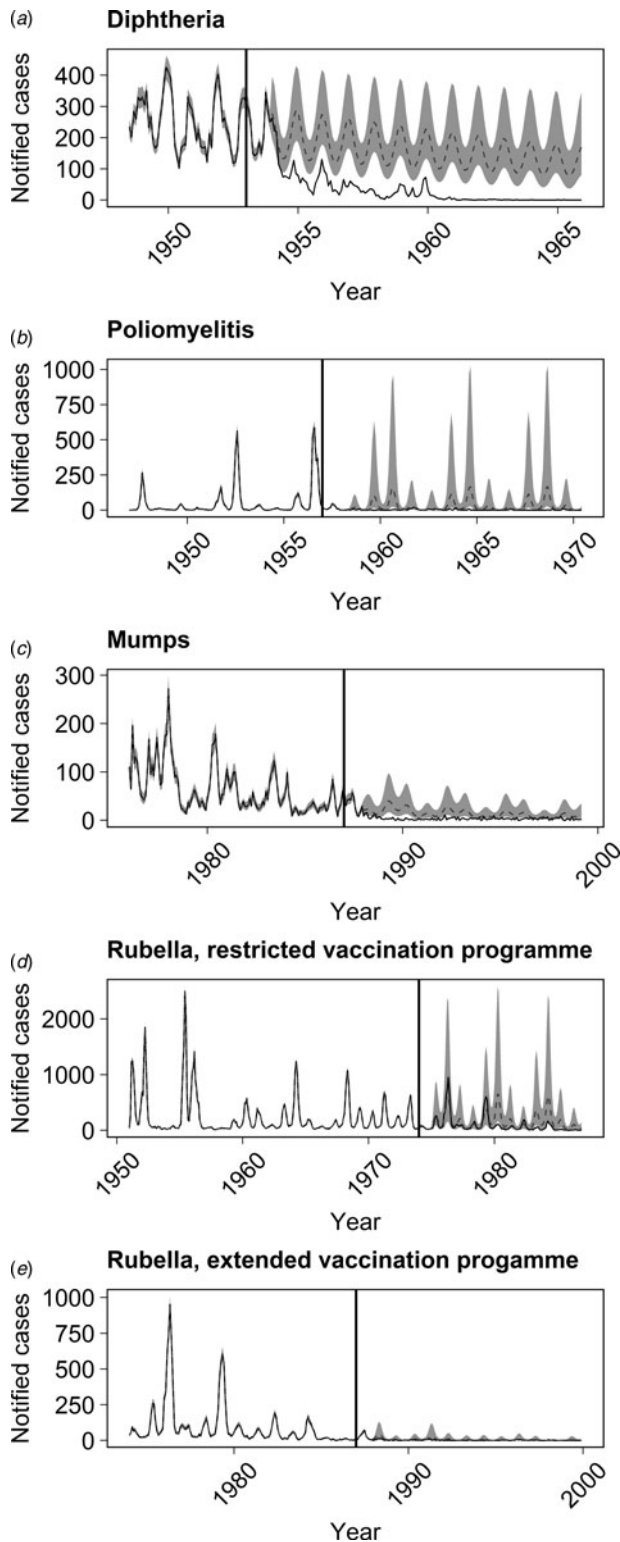 (a) Diphtheria
Notified cases
400
300
200
100
0
1950
1955
1960
1965
Year
(b) Poliomyelitis
Notified cases
1000
750
500
250
0
1950
1955
1960
1965
1970
Year
(c) Mumps
Notified cases
300
200
100
0
1980
1990
2000
Year
Rubella, restricted vaccination programme
(d)
Notified cases
2000
1000
0
1950
1960
1970
1980
Year
Rubella, extended vaccination progamme
(e)
Notified cases
1000
750
500
250
0
1980
1990
2000
Year